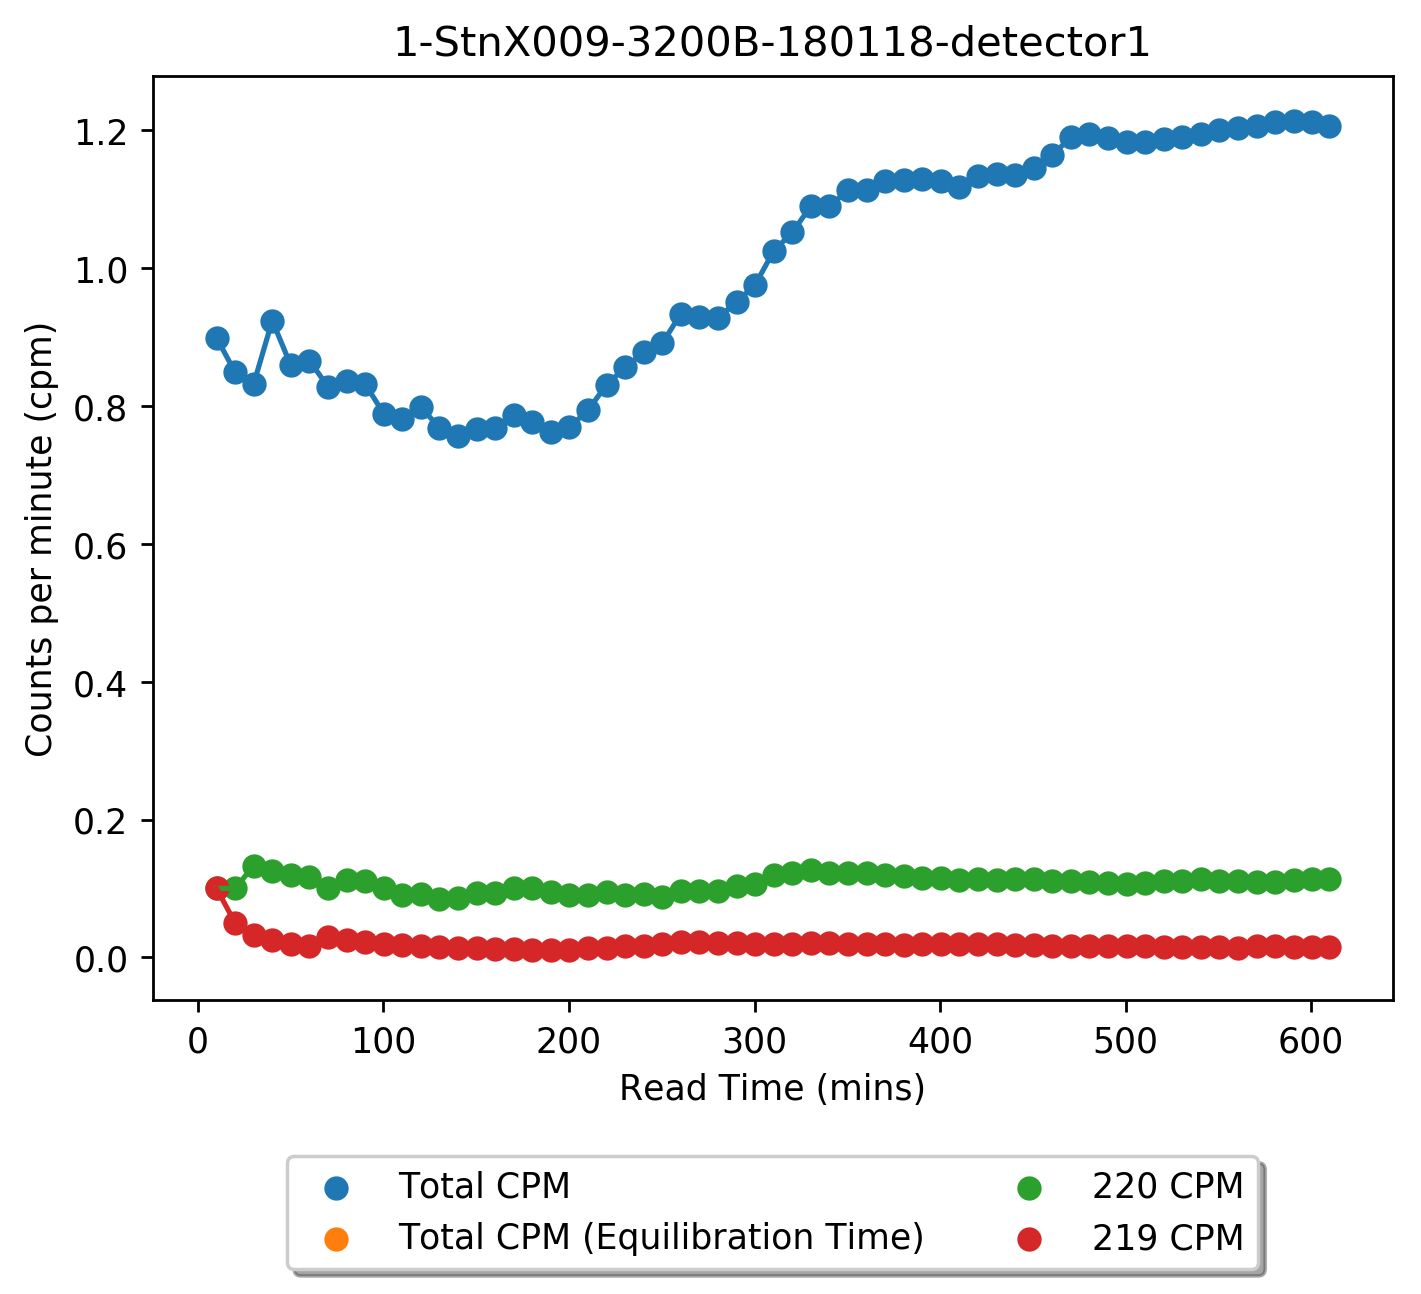 1-StnX009-3200B-180118-detector1
1.2
1.0
0.8
0.6
0.4
0.2
0.0
Counts per minute (cpm)
0 100 200 300 400 500 600
Read Time (mins)
Total CPM
Total CPM (Equilibration Time)
220 CPM
219 CPM